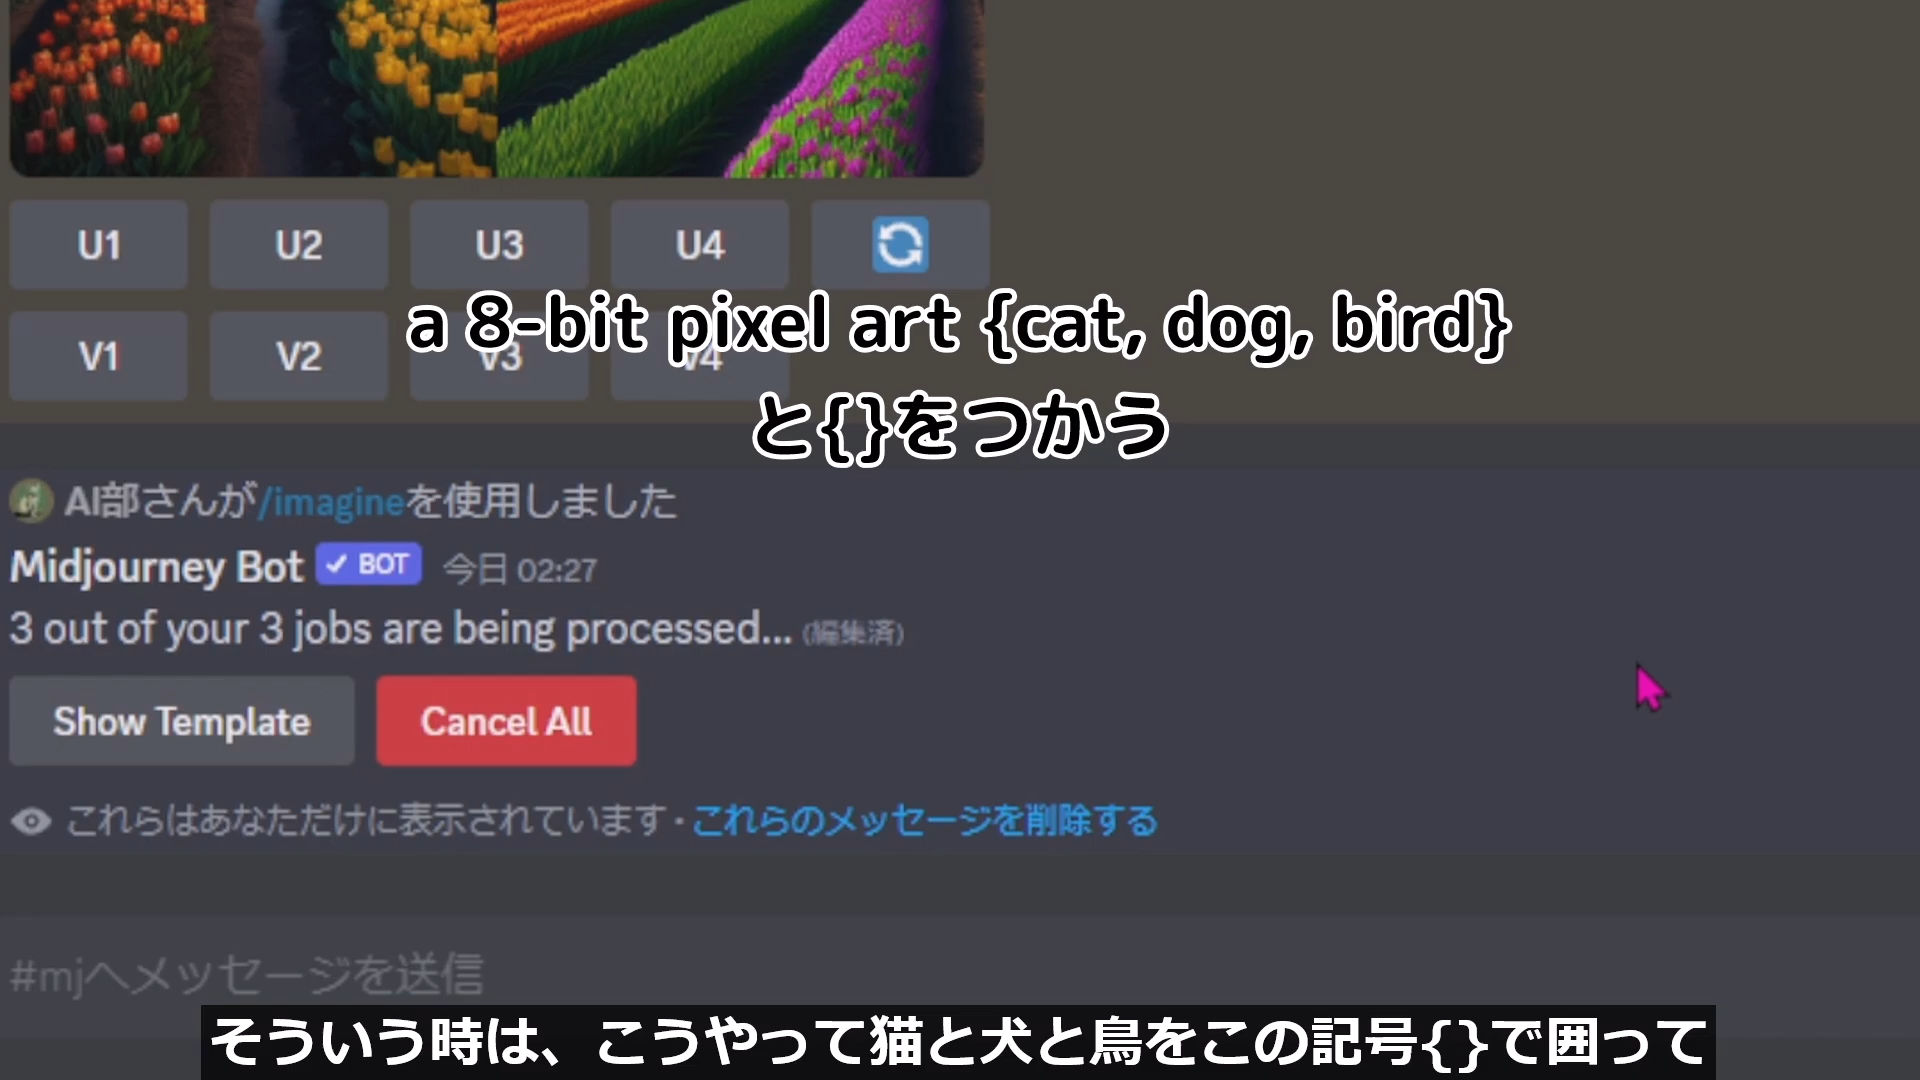 U1
U2
U3
U4
a 8-bit pixel art {cat, dog, bird}
V1
V2
V3
V4
と{}をつかう
AI部さんが/imagineを使用しました
Midjourney Bot ✓ BOT 今日 02:27
3 out of your 3 jobs are being processed... (編集済)
Show Template
Cancel All
これらはあなただけに表示されています・これらのメッセージを削除する
#mjへメッセージを送信
そういう時は、こうやって猫と犬と鳥をこの記号{}で囲って